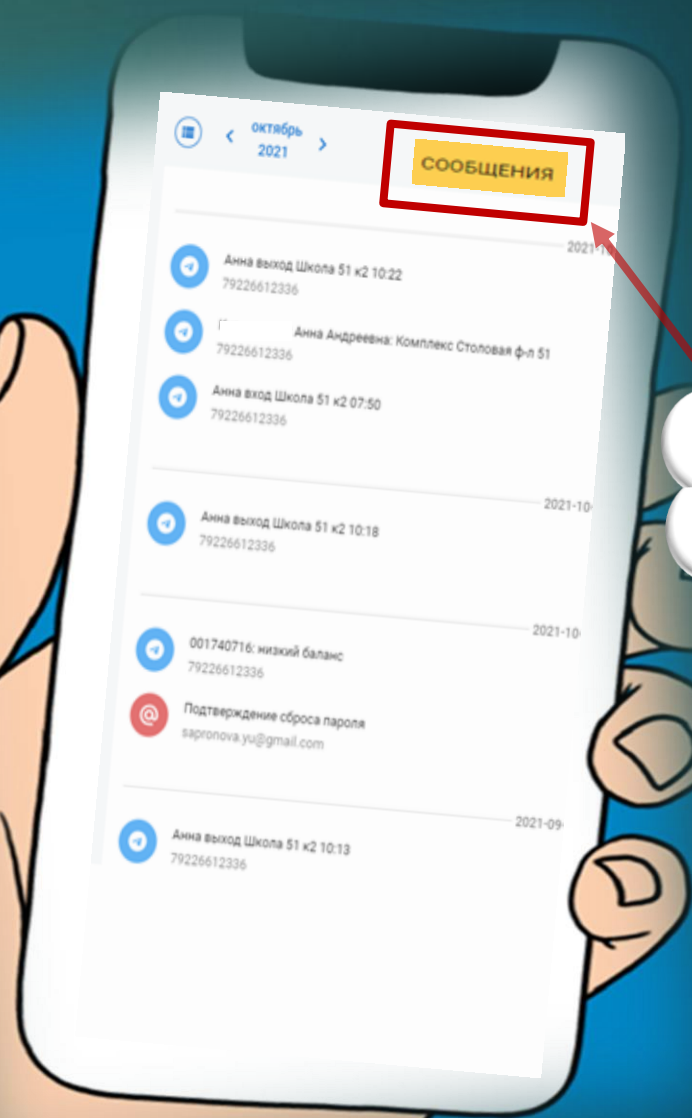 октябрь
2021
СООБЩЕНИЯ
2021-10
Анна выход Школа 51 к2 10:22
79226612336
Анна Андреевна: Комплекс Столовая ф-л 51
79226612336
Анна вход Школа 51 к2 07:50
79226612336
2021-10
Анна выход Школа 51 к2 10:18
79226612336
2021-10
001740716: низкий баланс
79226612336
Подтверждение сброса пароля
sapronova.yu@gmail.com
2021-09
Анна выход Школа 51 к2 10:13
79226612336